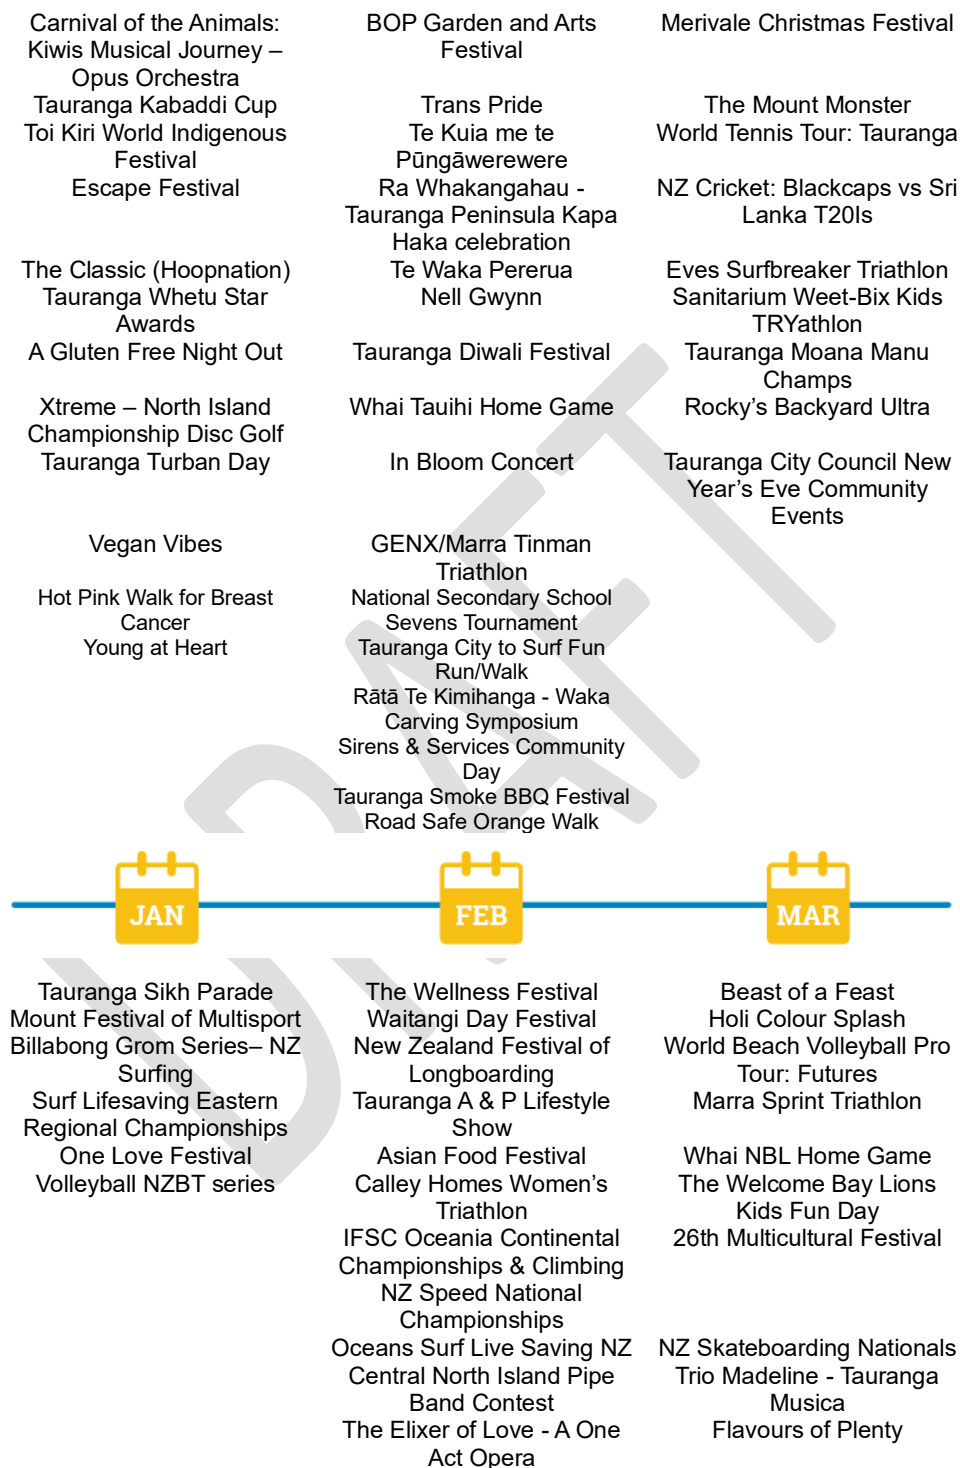 Carnival of the Animals:
Kiwis Musical Journey –
Opus Orchestra
BOP Garden and Arts
Festival
Merivale Christmas Festival
Tauranga Kabaddi Cup
Trans Pride
The Mount Monster
Toi Kiri World Indigenous
Festival
Te Kuia me te
Pūngāwerewere
World Tennis Tour: Tauranga
Escape Festival
Ra Whakangahau -
Tauranga Peninsula Kapa
Haka celebration
NZ Cricket: Blackcaps vs Sri
Lanka T20Is
The Classic (Hoopnation)
Te Waka Pererua
Eves Surfbreaker Triathlon
Tauranga Whetu Star
Awards
Nell Gwynn
Sanitarium Weet-Bix Kids
TRYathlon
A Gluten Free Night Out
Tauranga Diwali Festival
Tauranga Moana Manu
Champs
Xtreme – North Island
Championship Disc Golf
Whai Tauihi Home Game
Rocky’s Backyard Ultra
Tauranga Turban Day
In Bloom Concert
Tauranga City Council New
Year’s Eve Community
Events
Vegan Vibes
GENX/Marra Tinman
Triathlon
Hot Pink Walk for Breast
Cancer
National Secondary School
Sevens Tournament
Young at Heart
Tauranga City to Surf Fun
Run/Walk
Rātā Te Kimihanga - Waka
Carving Symposium
Sirens & Services Community
Day
Tauranga Smoke BBQ Festival
Road Safe Orange Walk
JAN
FEB
MAR
Tauranga Sikh Parade
The Wellness Festival
Beast of a Feast
Mount Festival of Multisport
Waitangi Day Festival
Holi Colour Splash
Billabong Grom Series– NZ
Surfing
New Zealand Festival of
Longboarding
World Beach Volleyball Pro
Tour: Futures
Surf Lifesaving Eastern
Regional Championships
Tauranga A & P Lifestyle
Show
Marra Sprint Triathlon
One Love Festival
Asian Food Festival
Whai NBL Home Game
Volleyball NZBT series
Calley Homes Women’s
Triathlon
The Welcome Bay Lions
Kids Fun Day
IFSC Oceania Continental
Championships & Climbing
NZ Speed National
Championships
26th Multicultural Festival
Oceans Surf Live Saving NZ
NZ Skateboarding Nationals
Central North Island Pipe
Band Contest
Trio Madeline - Tauranga
Musica
The Elixer of Love - A One
Act Opera
Flavours of Plenty
DRAFT